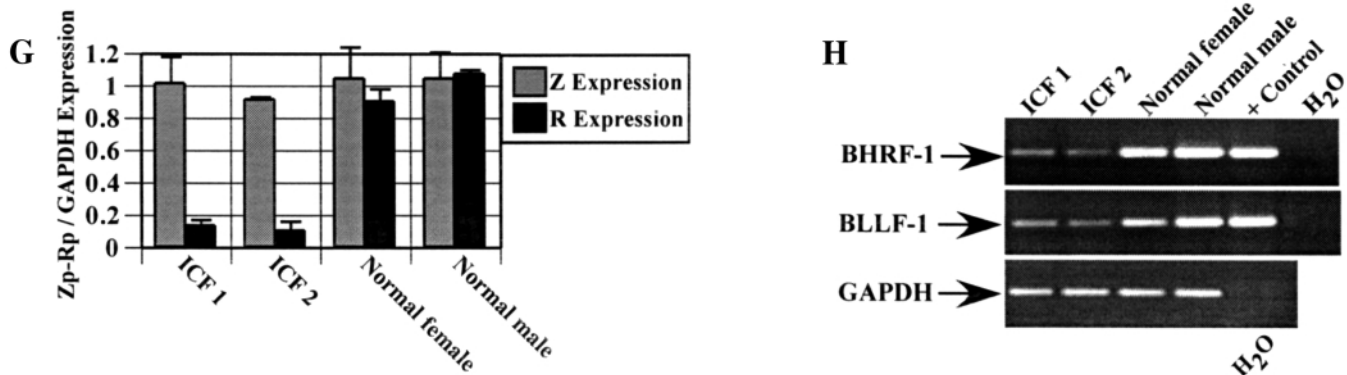 G
Zp-Rp / GAPDH Expression
1.2
1
0.8
0.6
0.4
0.2
0
ICF 1
ICF 2
Normal female
Normal male
Z Expression
R Expression
H
ICF 1
ICF 2
Normal female
Normal male
+ Control
H₂O
BHRF-1
BLLF-1
GAPDH
H₂O